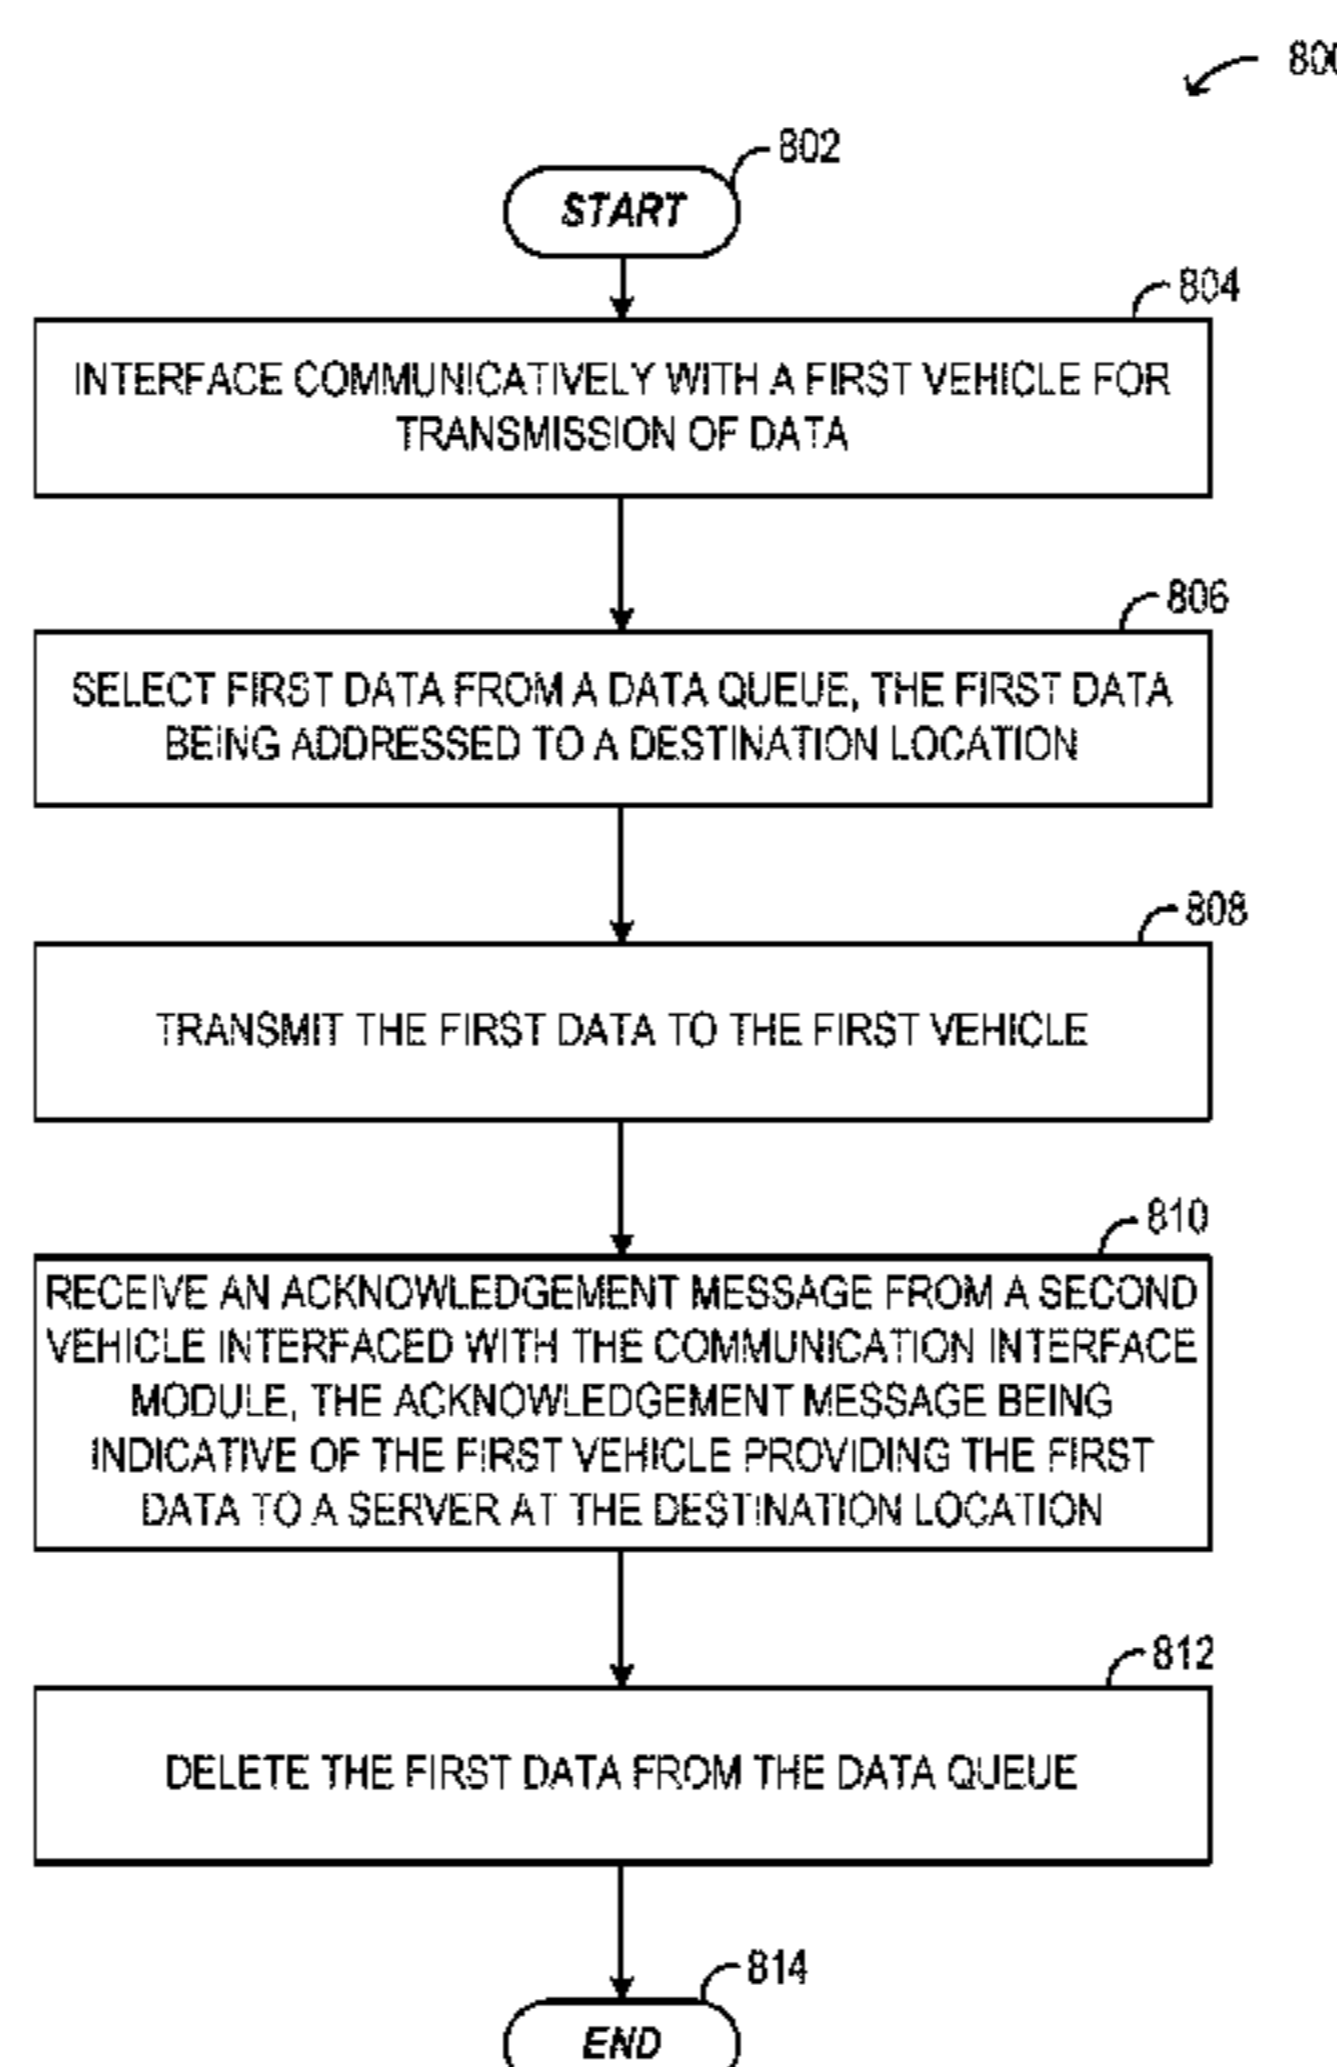 800
802
START
804
INTERFACE COMMUNICATIVELY WITH A FIRST VEHICLE FOR
TRANSMISSION OF DATA
806
SELECT FIRST DATA FROM A DATA QUEUE, THE FIRST DATA
BEING ADDRESSED TO A DESTINATION LOCATION
808
TRANSMIT THE FIRST DATA TO THE FIRST VEHICLE
810
RECEIVE AN ACKNOWLEDGEMENT MESSAGE FROM A SECOND
VEHICLE INTERFACED WITH THE COMMUNICATION INTERFACE
MODULE, THE ACKNOWLEDGEMENT MESSAGE BEING
INDICATIVE OF THE FIRST VEHICLE PROVIDING THE FIRST
DATA TO A SERVER AT THE DESTINATION LOCATION
812
DELETE THE FIRST DATA FROM THE DATA QUEUE
814
END